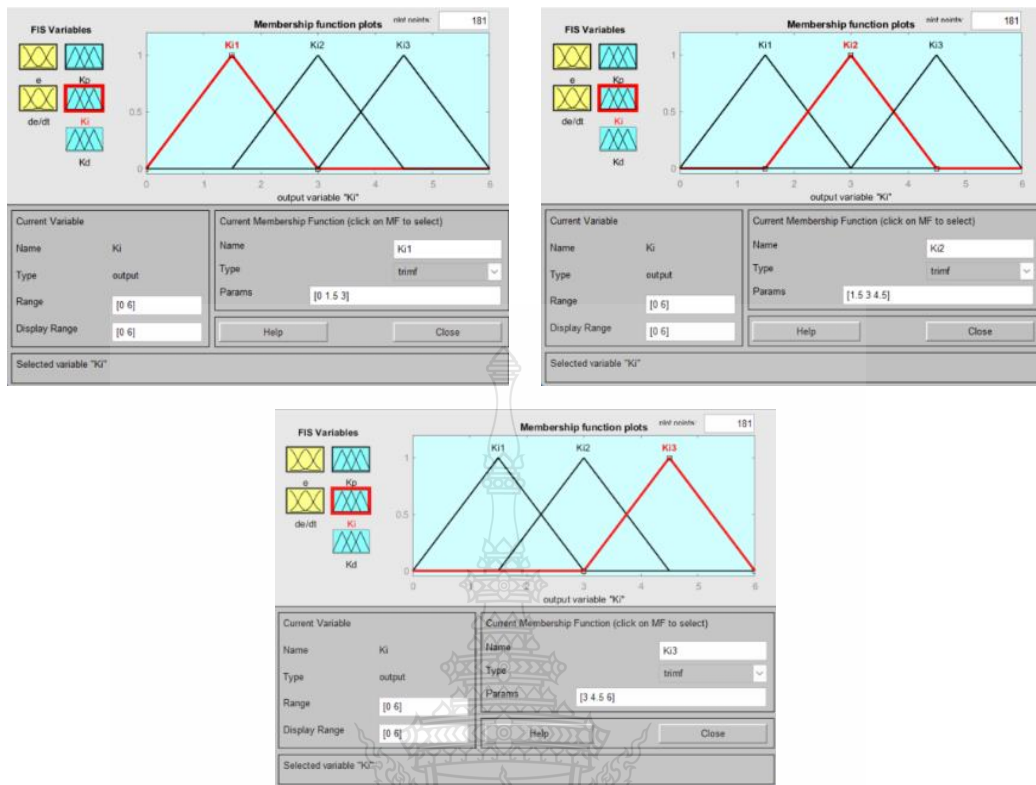 FIS Variables
Membership function plots
plot points:
181
Ki1
Ki2
Ki3
e
Kp
de/dt
Ki
Kd
1
0.5
0
0
1
2
3
4
5
6
output variable "Ki"
Current Variable
Name
Ki
Type
output
Range
[0 6]
Display Range
[0 6]
Current Membership Function (click on MF to select)
Name
Ki1
Type
trimf
Params
[0 1.5 3]
Help
Close
Selected variable "Ki"
FIS Variables
Membership function plots
plot points:
181
Ki1
Ki2
Ki3
e
Kp
de/dt
Ki
Kd
1
0.5
0
0
1
2
3
4
5
6
output variable "Ki"
Current Variable
Name
Ki
Type
output
Range
[0 6]
Display Range
[0 6]
Current Membership Function (click on MF to select)
Name
Ki2
Type
trimf
Params
[1.5 3 4.5]
Help
Close
Selected variable "Ki"
FIS Variables
Membership function plots
plot points:
181
Ki1
Ki2
Ki3
e
Kp
de/dt
Ki
Kd
1
0.5
0
0
1
2
3
4
5
6
output variable "Ki"
Current Variable
Name
Ki
Type
output
Range
[0 6]
Display Range
[0 6]
Current Membership Function (click on MF to select)
Name
Ki3
Type
trimf
Params
[3 4.5 6]
Help
Close
Selected variable "Ki"